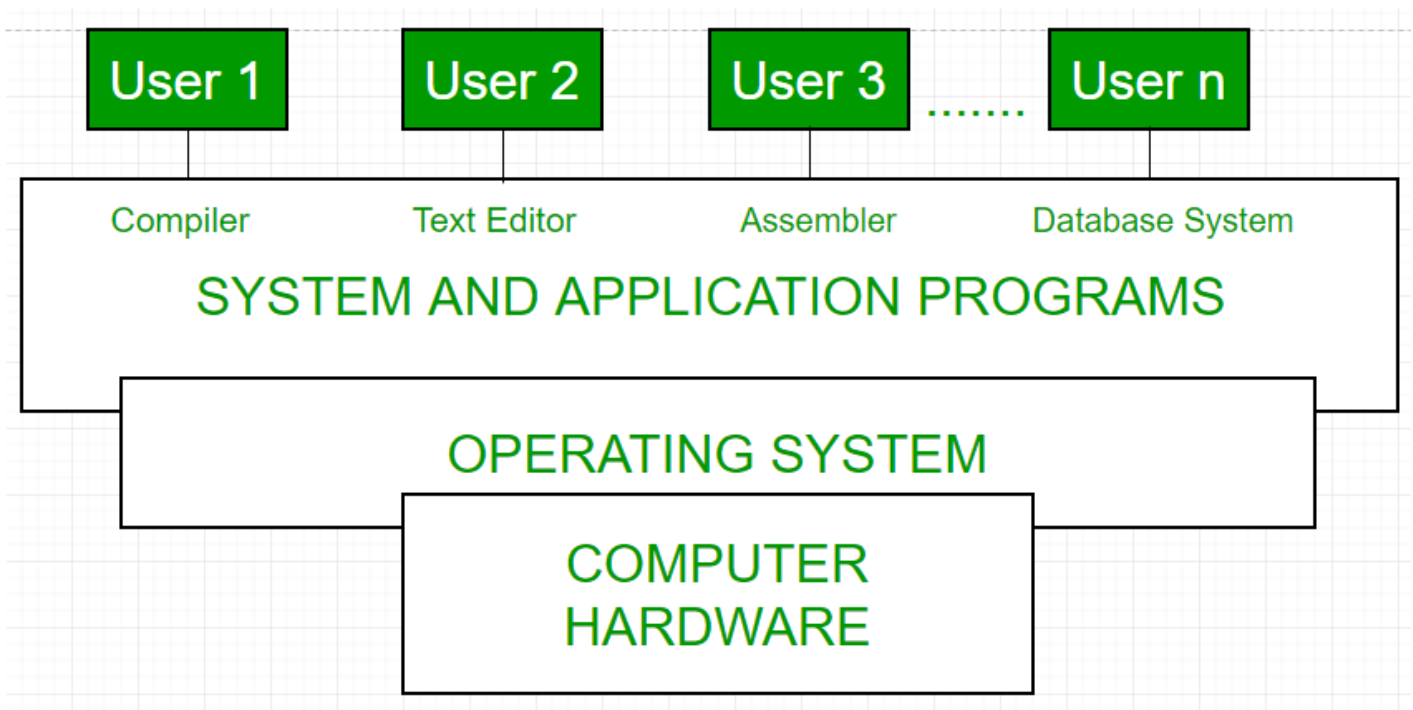 User 1 User 2 User 3 ....... User n
Compiler Text Editor Assembler Database System
SYSTEM AND APPLICATION PROGRAMS
OPERATING SYSTEM
COMPUTER
HARDWARE